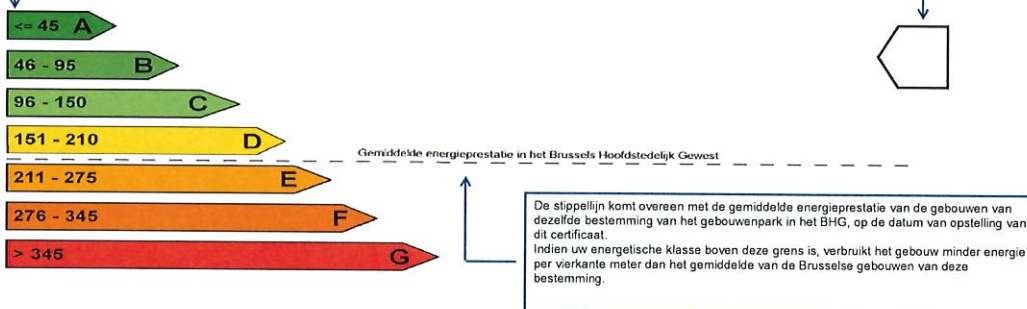 <= 45 A
46 - 95 B
96 - 150 C
151 - 210 D
Gemiddelde energieprestatie in het Brussels Hoofdstedelijk Gewest
211 - 275 E
276 - 345 F
> 345 G
De stippellijn komt overeen met de gemiddelde energieprestatie van de gebouwen van
dezelfde bestemming van het gebouwenpark in het BHG, op de datum van opstelling van
dit certificaat.
Indien uw energetische klasse boven deze grens is, verbruikt het gebouw minder energie
per vierkante meter dan het gemiddelde van de Brusselse gebouwen van deze
bestemming.